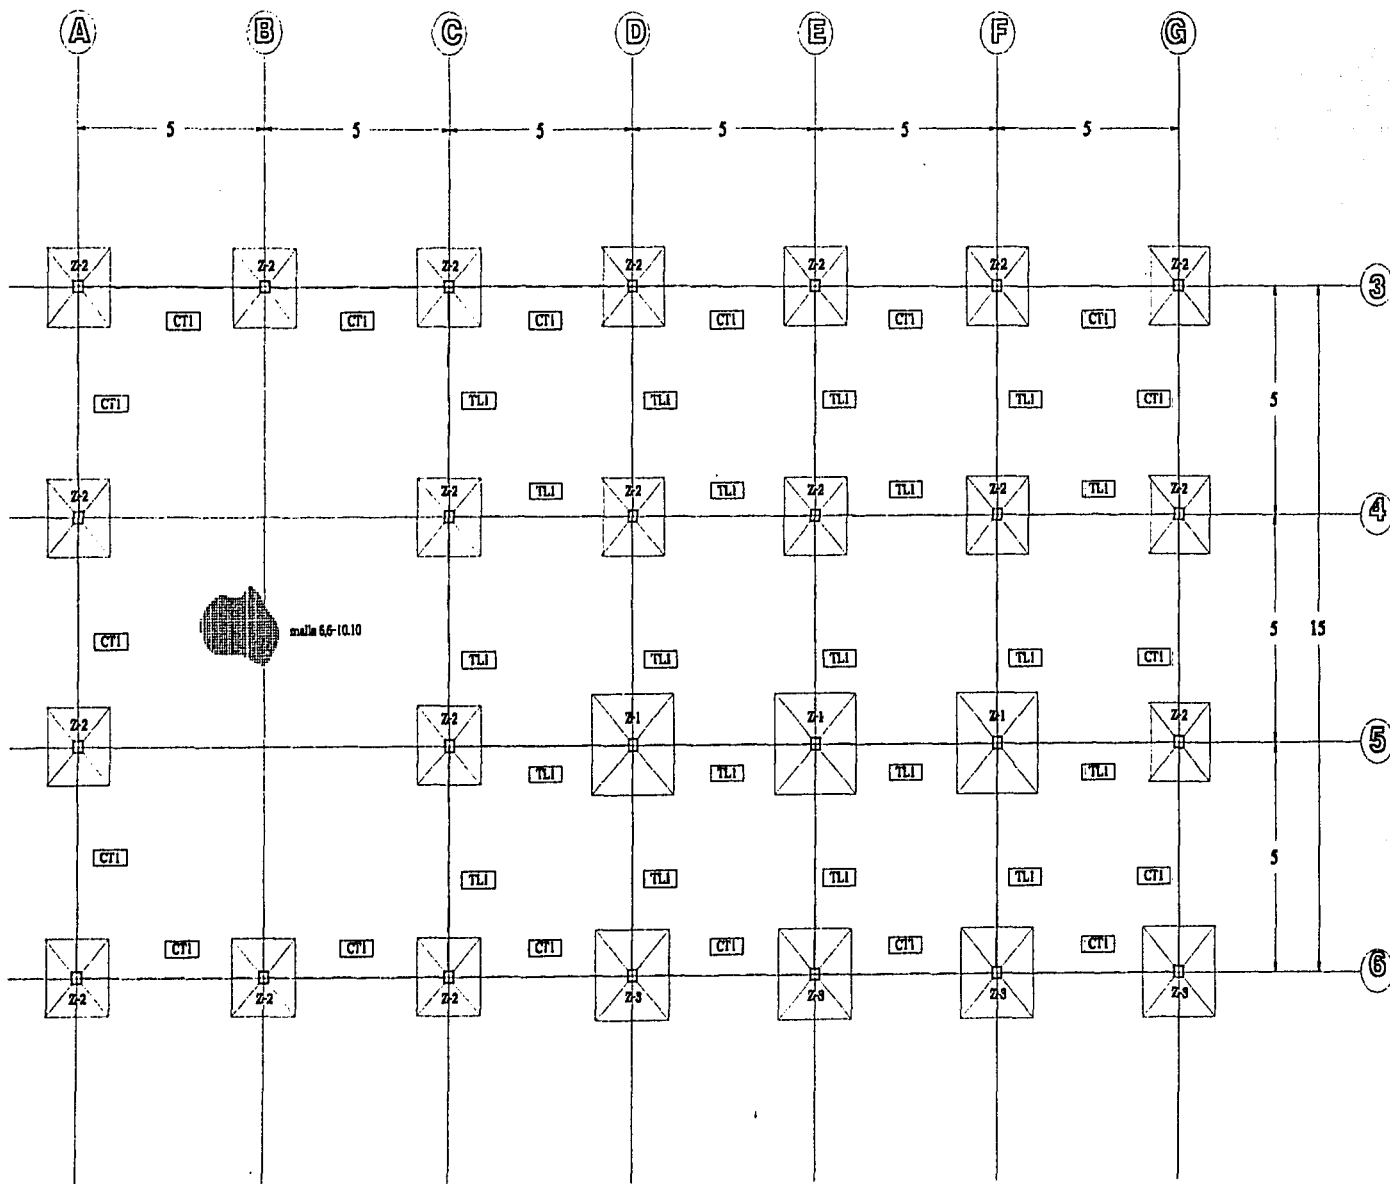 A B C D E F G
5 5 5 5 5 5
Z-2 Z-2 Z-2 Z-2 Z-2 Z-2 Z-2
3
CT1 CT1 CT1 CT1 CT1 CT1
CT1 TL1 TL1 TL1 TL1 CT1 5
Z-2 Z-2 Z-2 Z-2 Z-2 Z-2
TL1 TL1 TL1 TL1
4
malla 6,6-10.10
CT1 TL1 TL1 TL1 TL1 CT1 5 15
Z-2 Z-2 Z-1 Z-1 Z-1 Z-2
5
TL1 TL1 TL1 TL1
CT1 TL1 TL1 TL1 TL1 CT1 5
CT1 CT1 CT1 CT1 CT1 CT1
6
Z-2 Z-2 Z-2 Z-3 Z-3 Z-3 Z-3